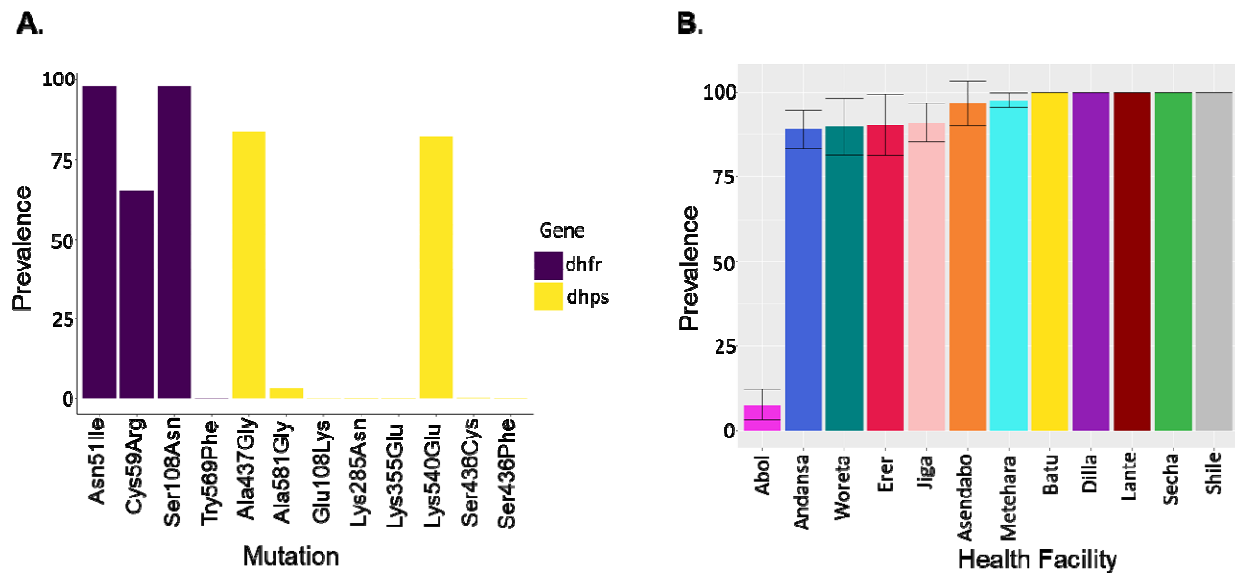 A.
100
75
50
25
0
Prevalence
Asn51Ile
Cys59Arg
Ser108Asn
Try569Phe
Ala437Gly
Ala581Gly
Glu108Lys
Lys285Asn
Lys355Glu
Lys540Glu
Ser436Cys
Ser436Phe
Mutation
Gene
dhfr
dhps
B.
100
75
50
25
0
Prevalence
Abol
Andansa
Woreta
Erer
Jiga
Asendabo
Metehara
Batu
Dilla
Lante
Secha
Shile
Health Facility